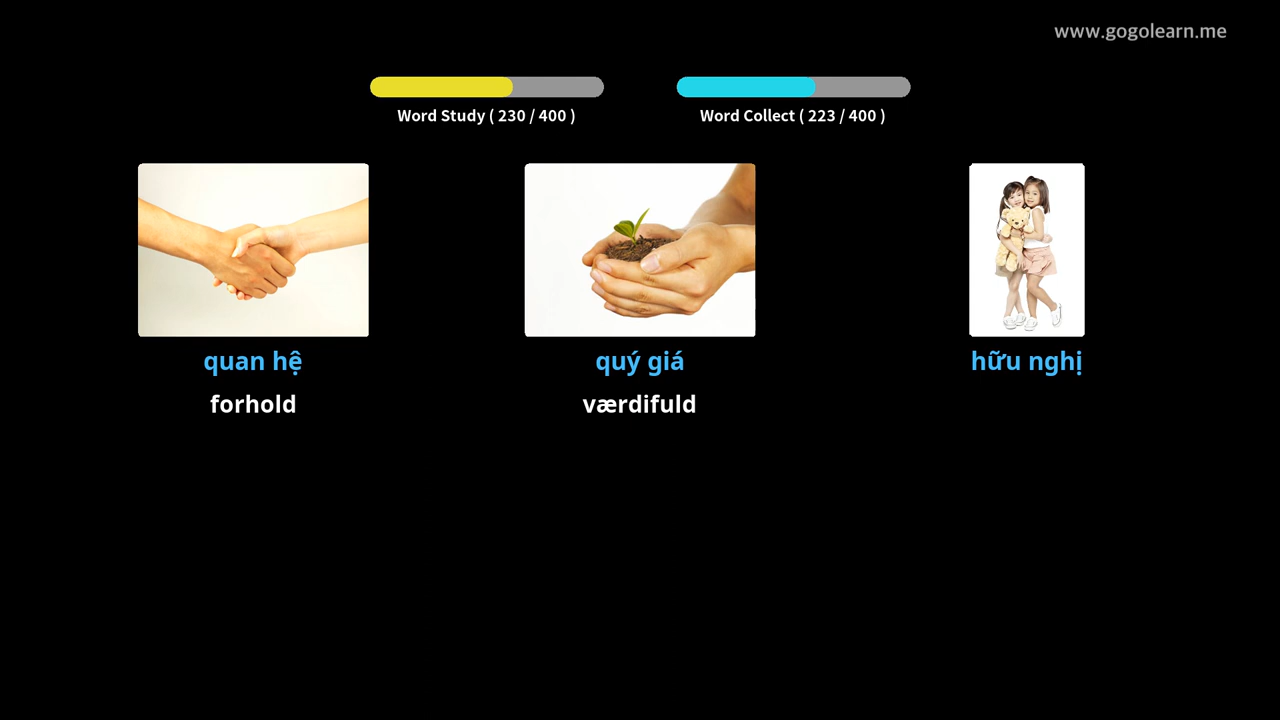 www.gogolearn.me
Word Study ( 230 / 400 )
Word Collect ( 223 / 400 )
quan hệ
forhold
quý giá
værdifuld
hữu nghị